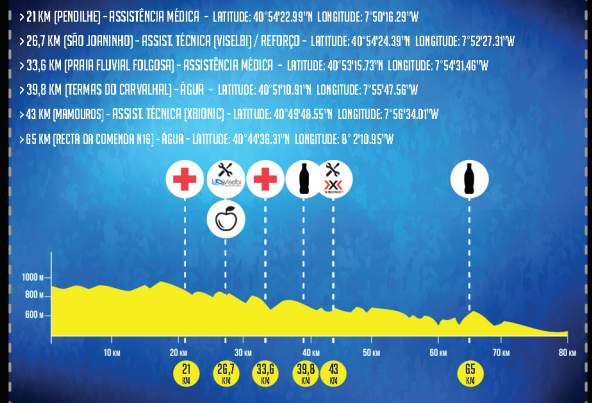 > 21 KM (PENDILHE) - ASSISTÊNCIA MÉDICA - LATITUDE: 40°54'22.99"N LONGITUDE: 7°50'16.29"W
> 26,7 KM (SÃO JOANINHO) - ASSIST. TÉCNICA (VISELBI) / REFORÇO - LATITUDE: 40°54'24.39"N LONGITUDE: 7°52'27.31"W
> 33,6 KM (PRAIA FLUVIAL FOLGOSA) - ASSISTÊNCIA MÉDICA - LATITUDE: 40°53'15.73"N LONGITUDE: 7°54'31.46"W
> 39,8 KM (TERMAS DO CARVALHAL) - ÁGUA - LATITUDE: 40°51'10.91"N LONGITUDE: 7°55'47.56"W
> 43 KM (MAMOUROS) - ASSIST. TÉCNICA (XBIONIC) - LATITUDE: 40°49'48.55"N LONGITUDE: 7°56'34.01"W
> 65 KM (RECTA DA COMENDA N16) - ÁGUA - LATITUDE: 40°44'36.31"N LONGITUDE: 8° 2'10.95"W
Viselbi
X-BIONIC
1000 M
800 M
600 M
10 KM 20 KM 30 KM 40 KM 50 KM 60 KM 70 KM 80 KM
21 KM
26,7 KM
33,6 KM
39,8 KM
43 KM
65 KM